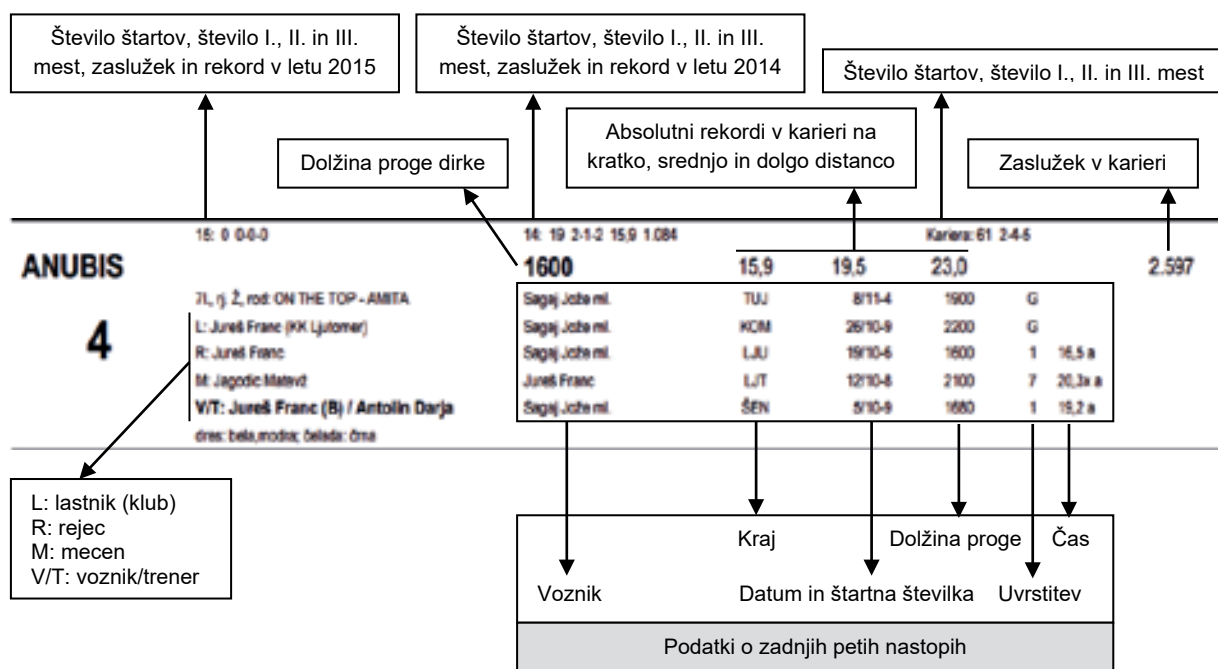 Število štartov, število I., II. in III.
mest, zaslužek in rekord v letu 2015
Število štartov, število I., II. in III.
mest, zaslužek in rekord v letu 2014
Število štartov, število I., II. in III. mest
Dolžina proge dirke
Absolutni rekordi v karieri na
kratko, srednjo in dolgo distanco
Zaslužek v karieri
15: 0 0-0-0 14: 19 2-1-2 15,9 1.084 Kariera: 61 2-4-5
ANUBIS 1600 15,9 19,5 23,0 2.597
7L, rj. Ž, rod: ON THE TOP - AMITA Sagaj Jože ml. TUJ 8/11-4 1900 G
4
L: Jureš Franc (KK Ljutomer) Sagaj Jože ml. KOM 26/10-9 2200 G
R: Jureš Franc Sagaj Jože ml. LJU 19/10-6 1600 1 16,5 a
M: Jagodic Matevž Jureš Franc LJT 12/10-8 2100 7 20,3x a
V/T: Jureš Franc (B) / Antolin Darja Sagaj Jože ml. ŠEN 5/10-9 1680 1 19,2 a
dres: bela,modra; čelada: črna
L: lastnik (klub)
R: rejec
M: mecen
V/T: voznik/trener
Kraj Dolžina proge Čas
Voznik Datum in štartna številka Uvrstitev
Podatki o zadnjih petih nastopih